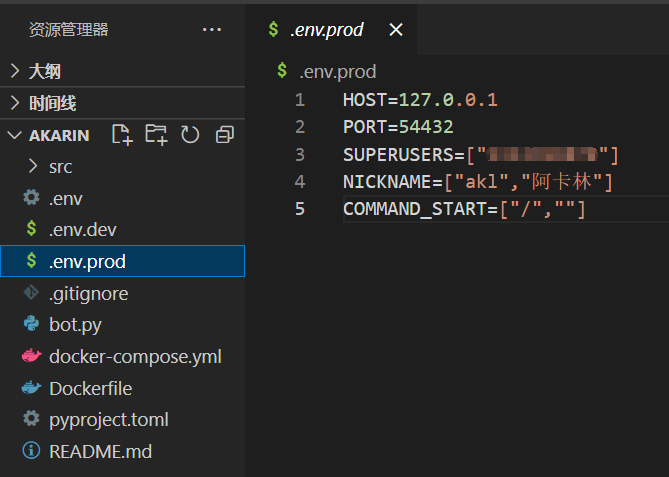 资源管理器
大纲
时间线
AKARIN
src
.env
.env.dev
.env.prod
.gitignore
bot.py
docker-compose.yml
Dockerfile
pyproject.toml
README.md
.env.prod
.env.prod
1 HOST=127.0.0.1
2 PORT=54432
3 SUPERUSERS=[""]
4 NICKNAME=["akl","阿卡林"]
5 COMMAND_START=["/",""]